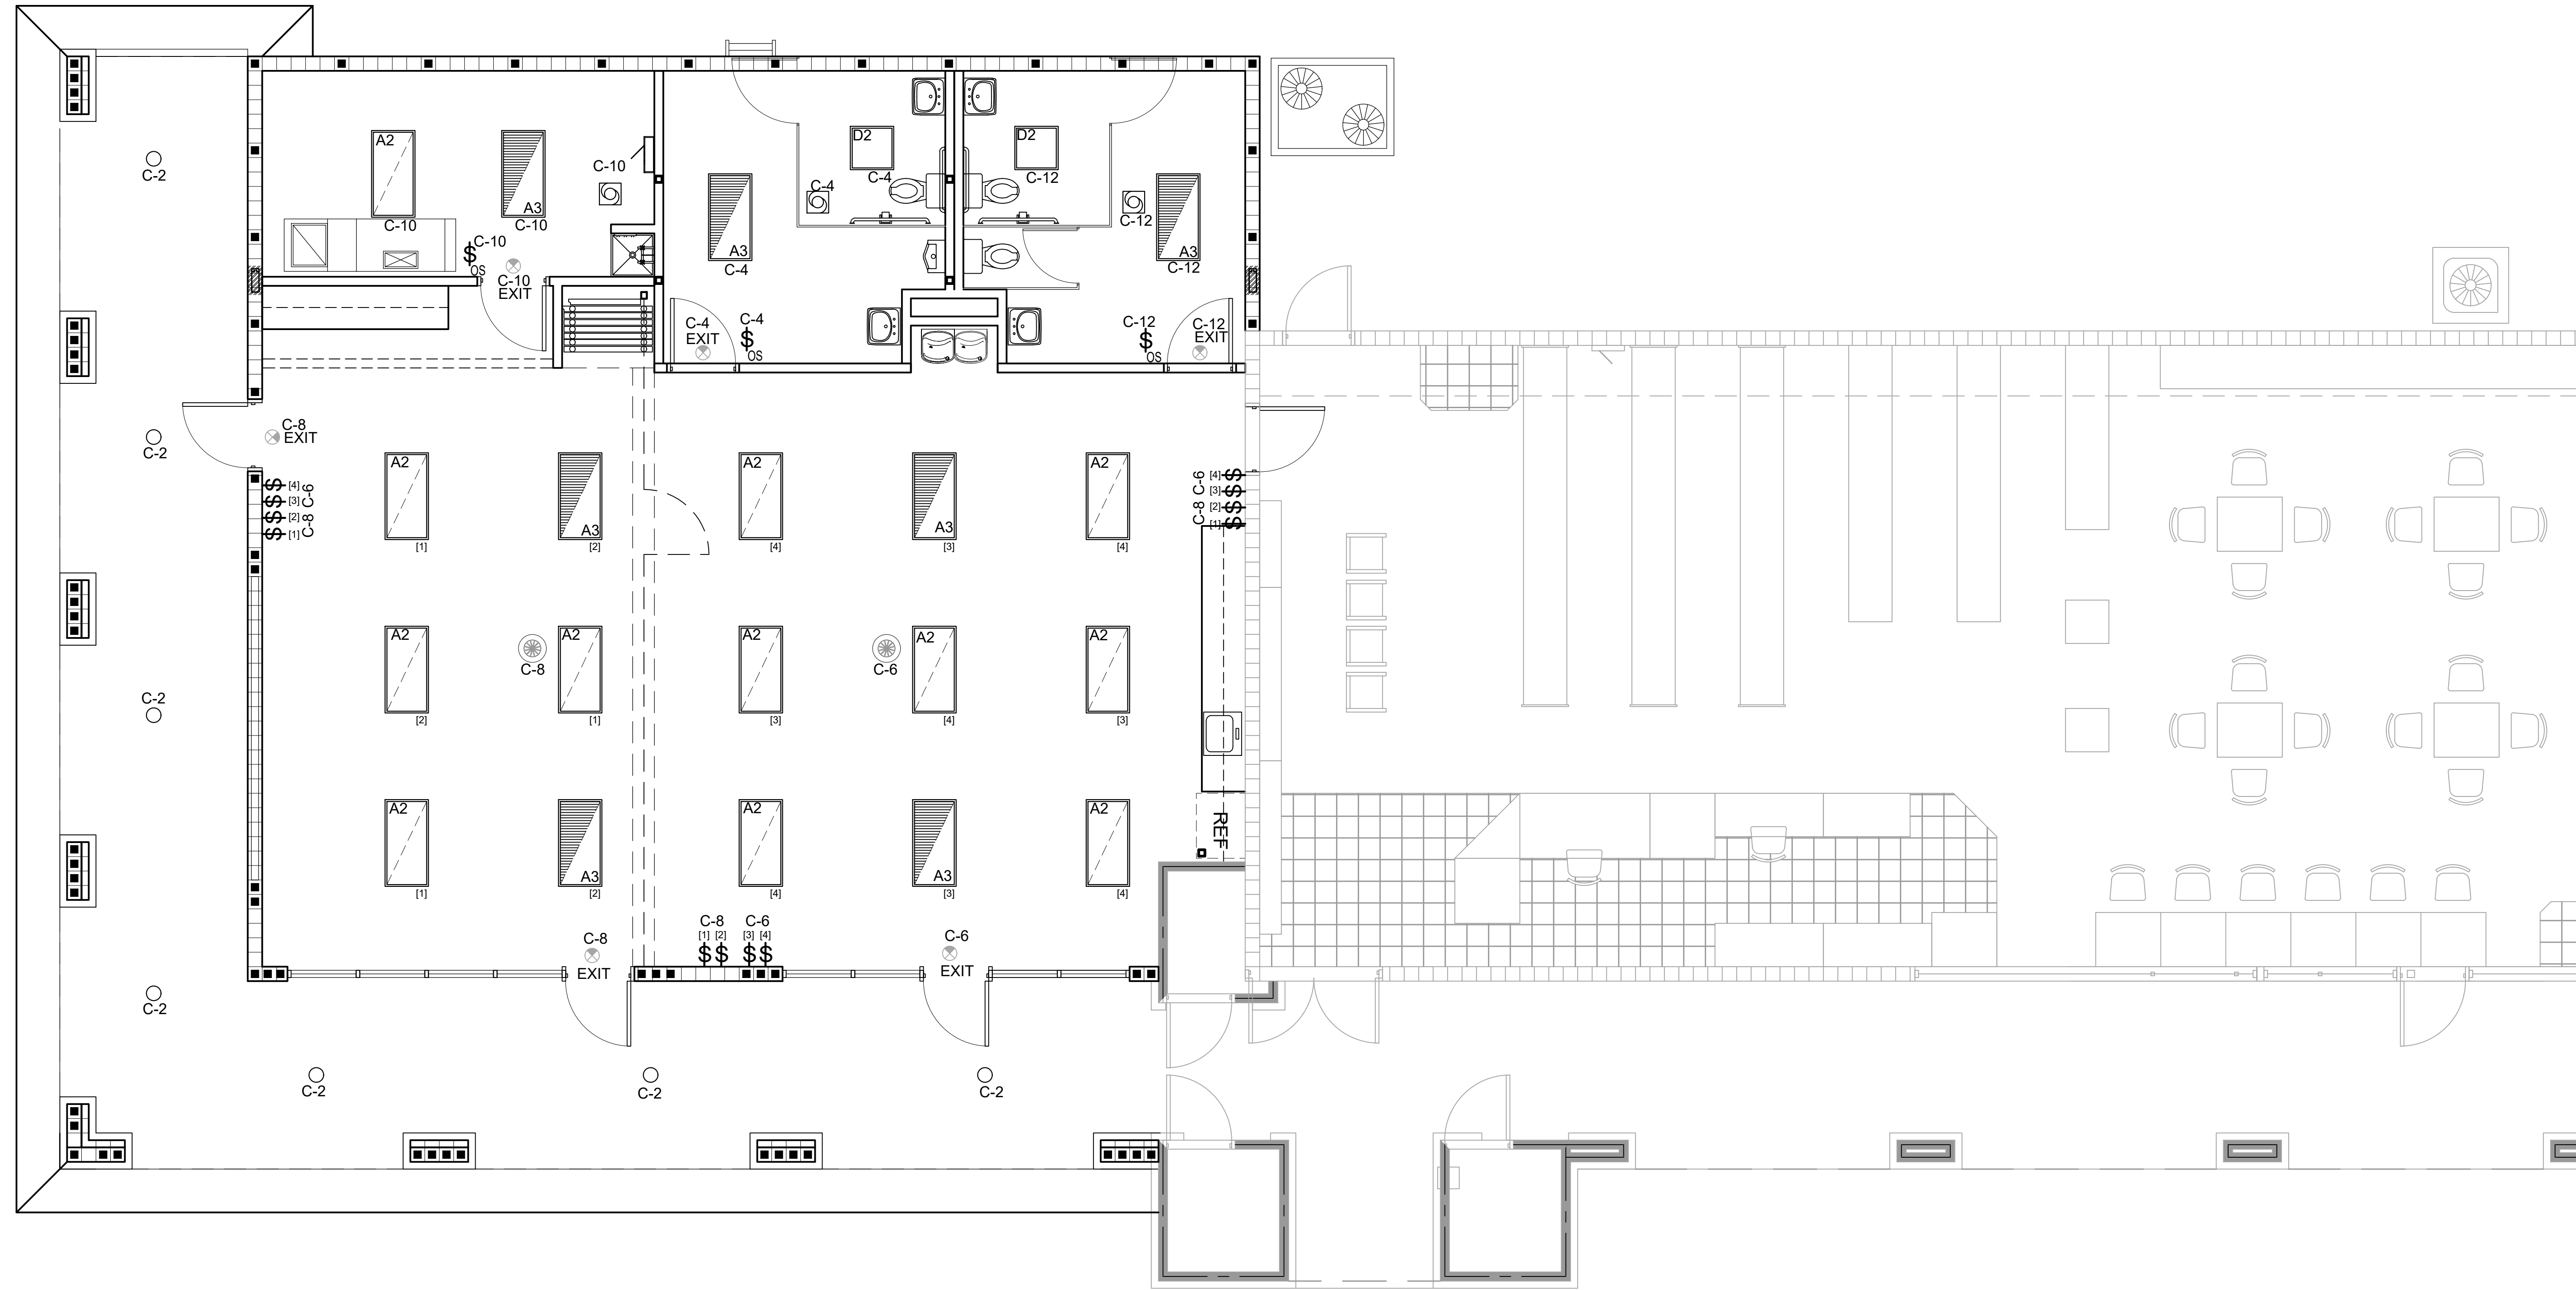 A2
D2
D2
C-10
C-2
C-4
C-12
C-4
A3
C-12
C-10
C-10
C-10
$
OS
A3
C-4
A3
C-12
C-10
EXIT
C-4
EXIT
C-4
$
OS
C-12
$
OS
C-12
EXIT
C-8
EXIT
C-2
A2
[1]
A3
[2]
A2
[4]
A3
[3]
A2
[4]
$ [4]
$ [3]
$ [2]
$ [1]
C-8 C-6
[4] $
[3] $
[2] $
[1] $
C-8 C-6
A2
[2]
C-8
A2
[1]
A2
[3]
C-6
A2
[4]
A2
[3]
C-2
A2
[1]
A3
[2]
A2
[4]
A3
[3]
A2
[4]
REF
C-8
EXIT
C-8 C-6
[1] [2] [3] [4]
$ $ $ $
C-6
EXIT
C-2
C-2
C-2
C-2